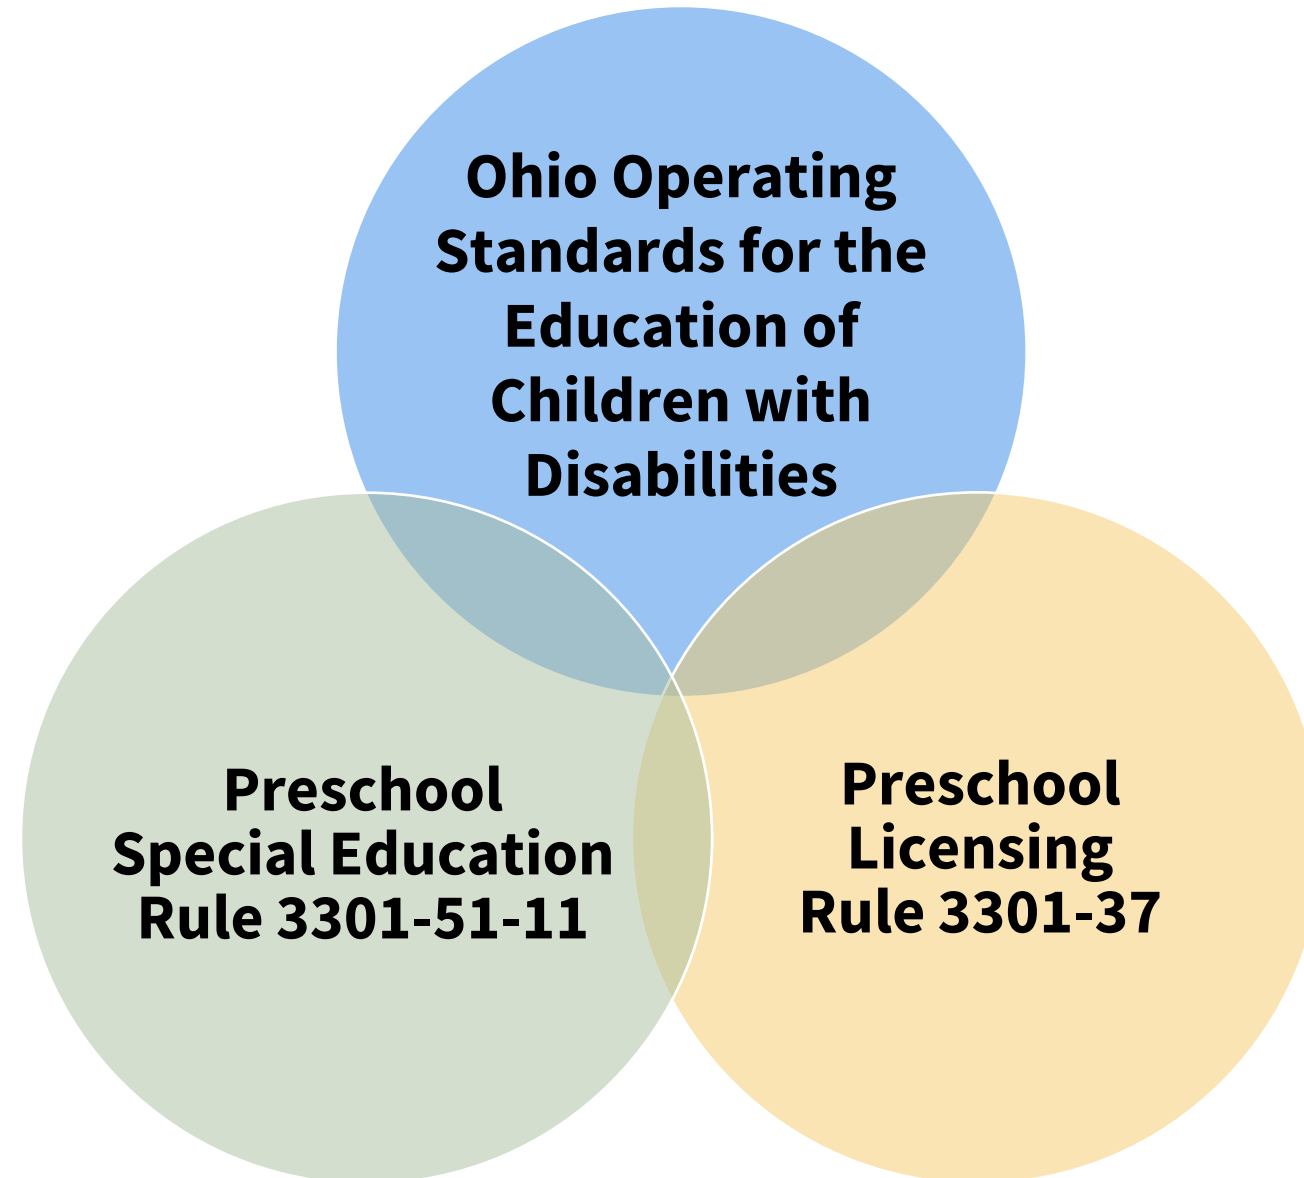 Ohio Operating
Standards for the
Education of
Children with
Disabilities
Preschool
Special Education
Rule 3301-51-11
Preschool
Licensing
Rule 3301-37